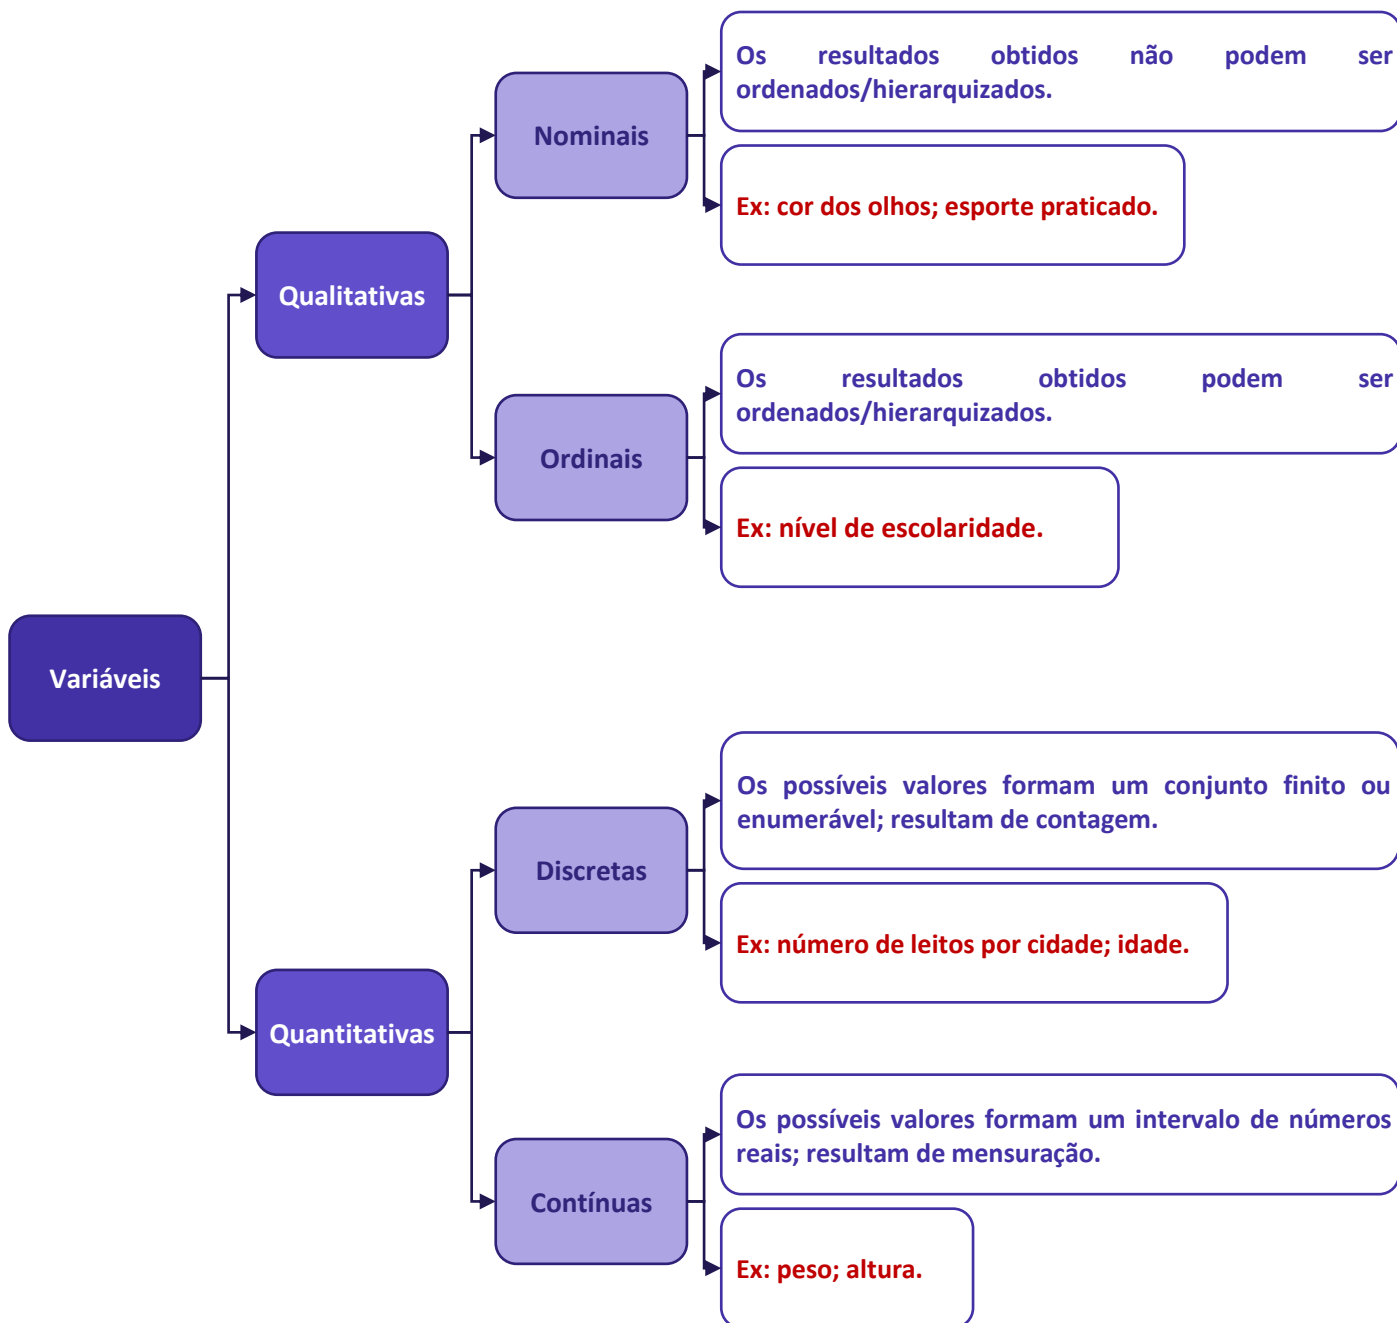 Os resultados obtidos não podem ser
ordenados/hierarquizados.
Nominais
Ex: cor dos olhos; esporte praticado.
Qualitativas
Os resultados obtidos podem ser
ordenados/hierarquizados.
Ordinais
Ex: nível de escolaridade.
Variáveis
Os possíveis valores formam um conjunto finito ou
enumerável; resultam de contagem.
Discretas
Ex: número de leitos por cidade; idade.
Quantitativas
Os possíveis valores formam um intervalo de números
reais; resultam de mensuração.
Contínuas
Ex: peso; altura.